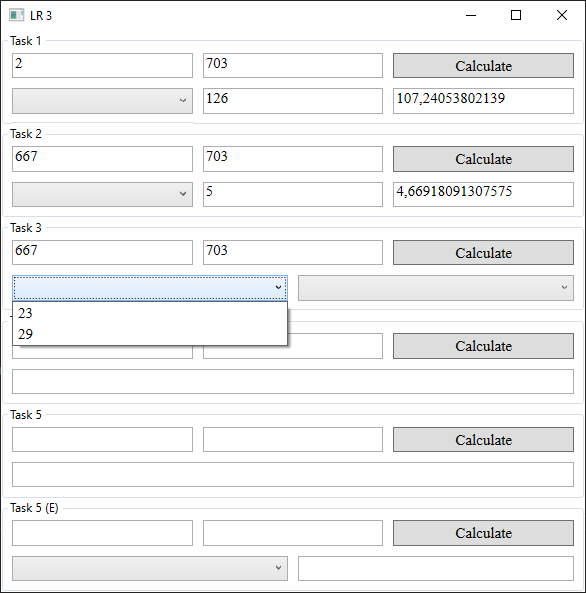 LR 3
Task 1
2 703 Calculate
126 107,24053802139
Task 2
667 703 Calculate
5 4,66918091307575
Task 3
667 703 Calculate
23
29
Calculate
Task 5
Calculate
Task 5 (E)
Calculate